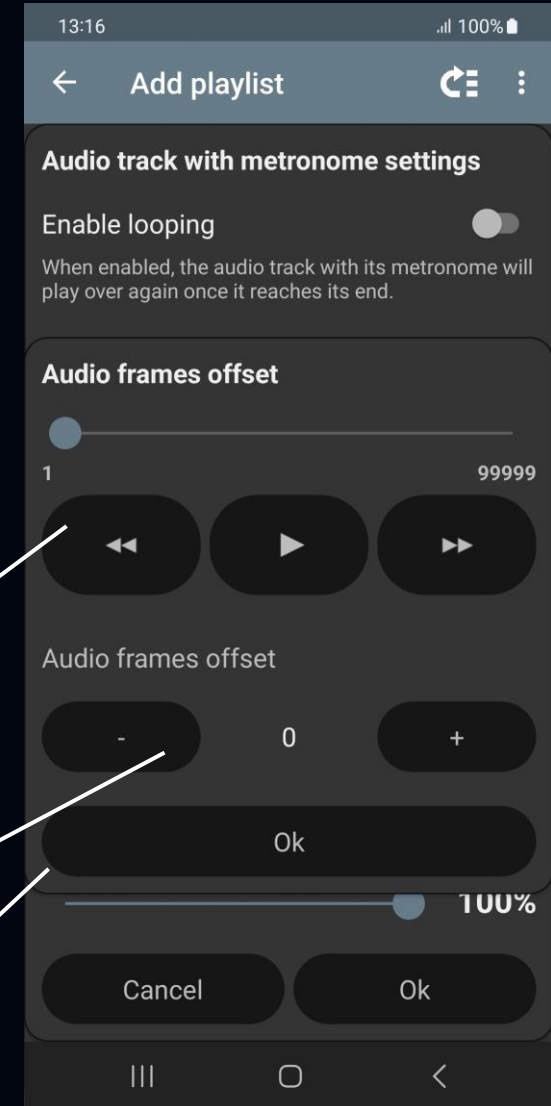 13:16
100%
Add playlist
Audio track with metronome settings
Enable looping
When enabled, the audio track with its metronome will
play over again once it reaches its end.
Audio frames offset
1
99999
Audio frames offset
-
0
+
Ok
100%
Cancel
Ok